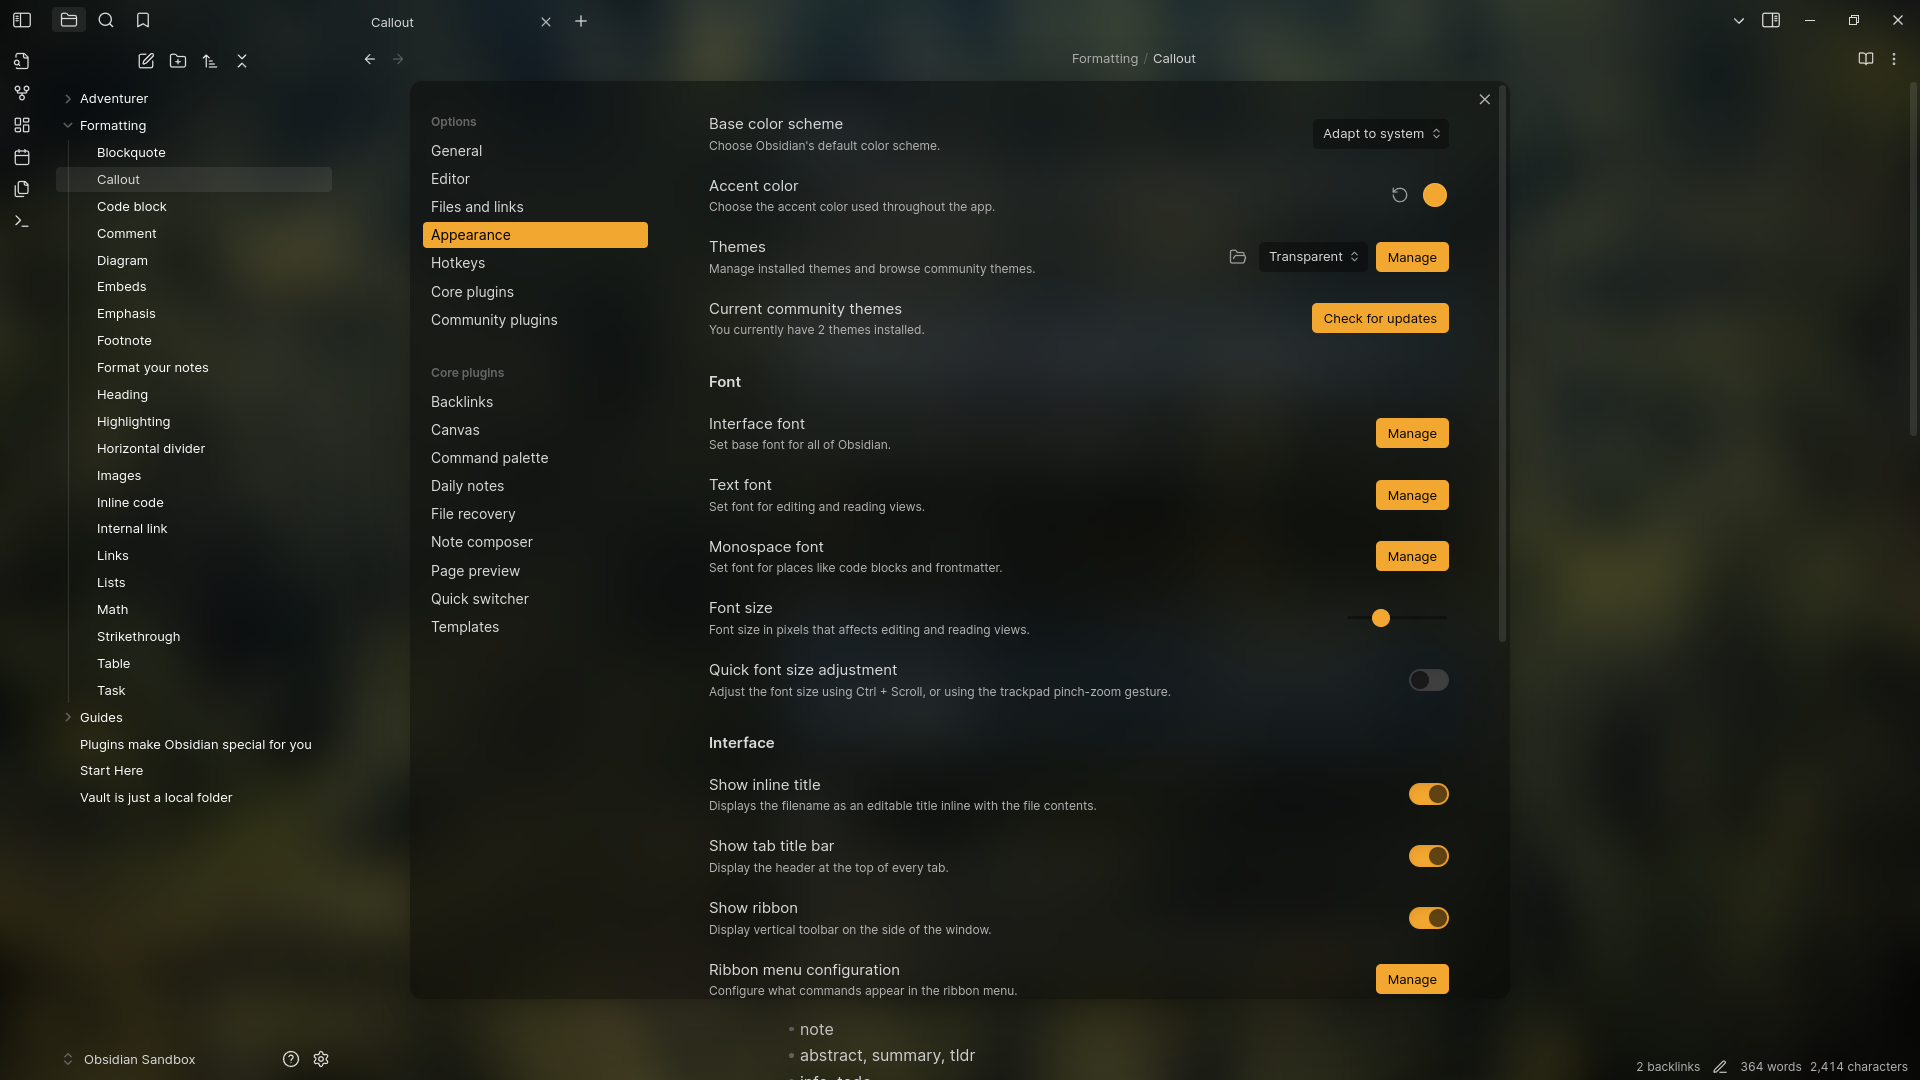 Callout
Formatting / Callout
Adventurer
Formatting
Blockquote
Callout
Code block
Comment
Diagram
Embeds
Emphasis
Footnote
Format your notes
Heading
Highlighting
Horizontal divider
Images
Inline code
Internal link
Links
Lists
Math
Strikethrough
Table
Task
Guides
Plugins make Obsidian special for you
Start Here
Vault is just a local folder
Obsidian Sandbox
Options
General
Editor
Files and links
Appearance
Hotkeys
Core plugins
Community plugins
Core plugins
Backlinks
Canvas
Command palette
Daily notes
File recovery
Note composer
Page preview
Quick switcher
Templates
Base color scheme
Choose Obsidian's default color scheme.
Adapt to system
Accent color
Choose the accent color used throughout the app.
Themes
Manage installed themes and browse community themes.
Transparent
Manage
Current community themes
You currently have 2 themes installed.
Check for updates
Font
Interface font
Set base font for all of Obsidian.
Manage
Text font
Set font for editing and reading views.
Manage
Monospace font
Set font for places like code blocks and frontmatter.
Manage
Font size
Font size in pixels that affects editing and reading views.
Quick font size adjustment
Adjust the font size using Ctrl + Scroll, or using the trackpad pinch-zoom gesture.
Interface
Show inline title
Displays the filename as an editable title inline with the file contents.
Show tab title bar
Display the header at the top of every tab.
Show ribbon
Display vertical toolbar on the side of the window.
Ribbon menu configuration
Configure what commands appear in the ribbon menu.
Manage
note
abstract, summary, tldr
info, todo
2 backlinks
364 words
2,414 characters